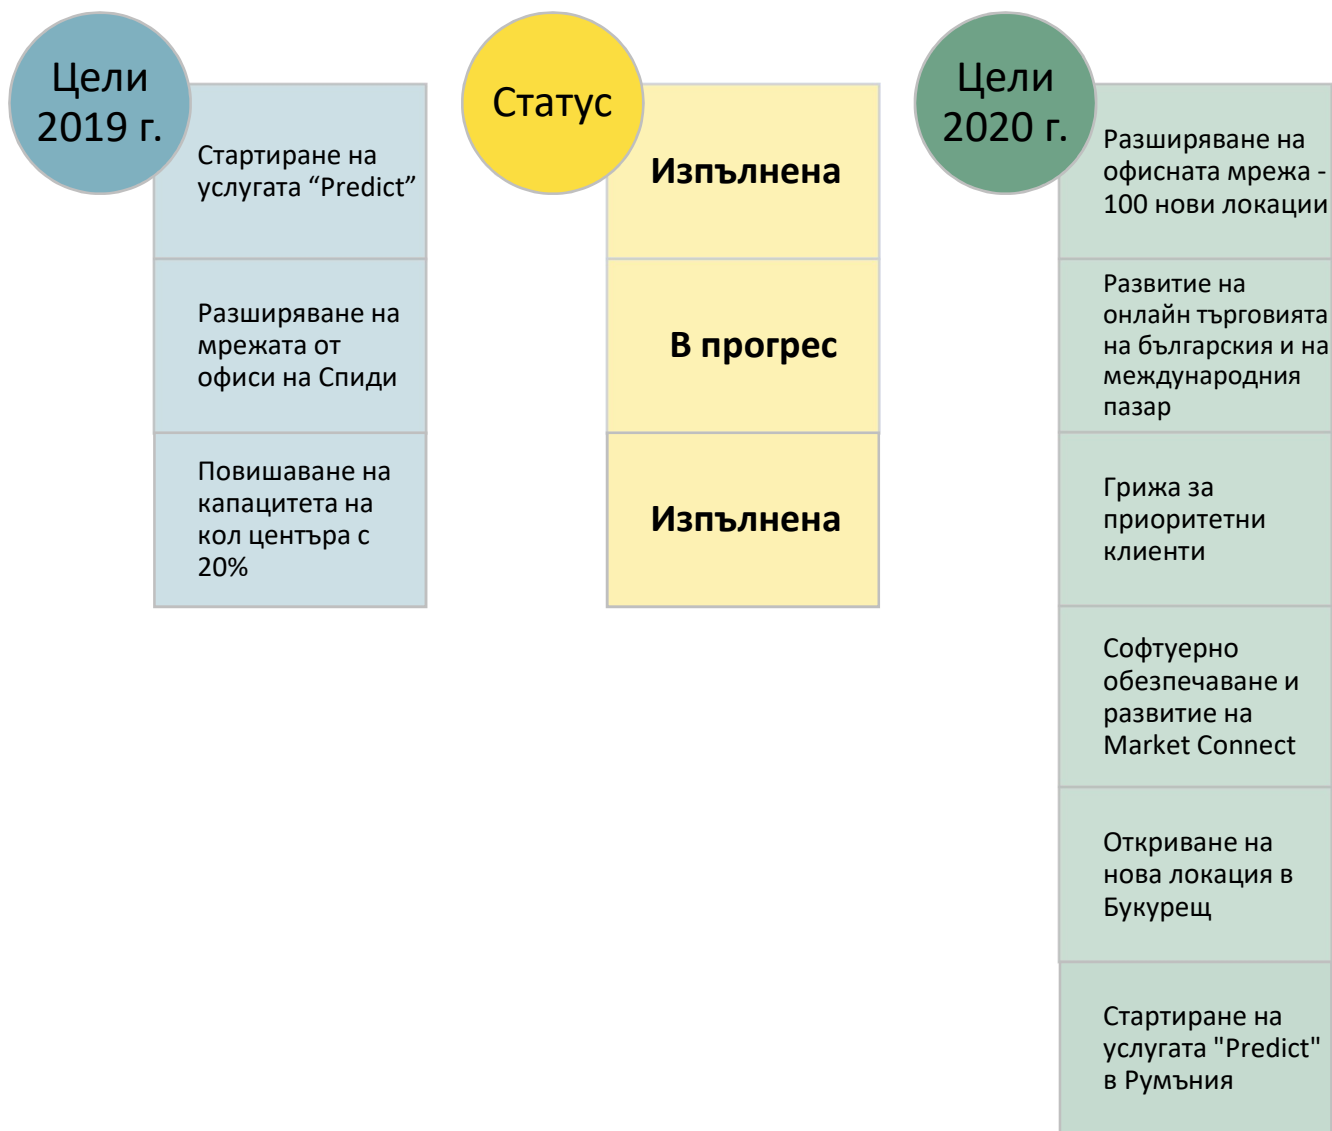 Цели
2019 г.
Стартиране на
услугата “Predict”
Разширяване на
мрежата от
офиси на Спиди
Повишаване на
капацитета на
кол центъра с
20%
Статус
Изпълнена
В прогрес
Изпълнена
Цели
2020 г.
Разширяване на
офисната мрежа -
100 нови локации
Развитие на
онлайн търговията
на българския и на
международния
пазар
Грижа за
приоритетни
клиенти
Софтуерно
обезпечаване и
развитие на
Market Connect
Откриване на
нова локация в
Букурещ
Стартиране на
услугата "Predict"
в Румъния